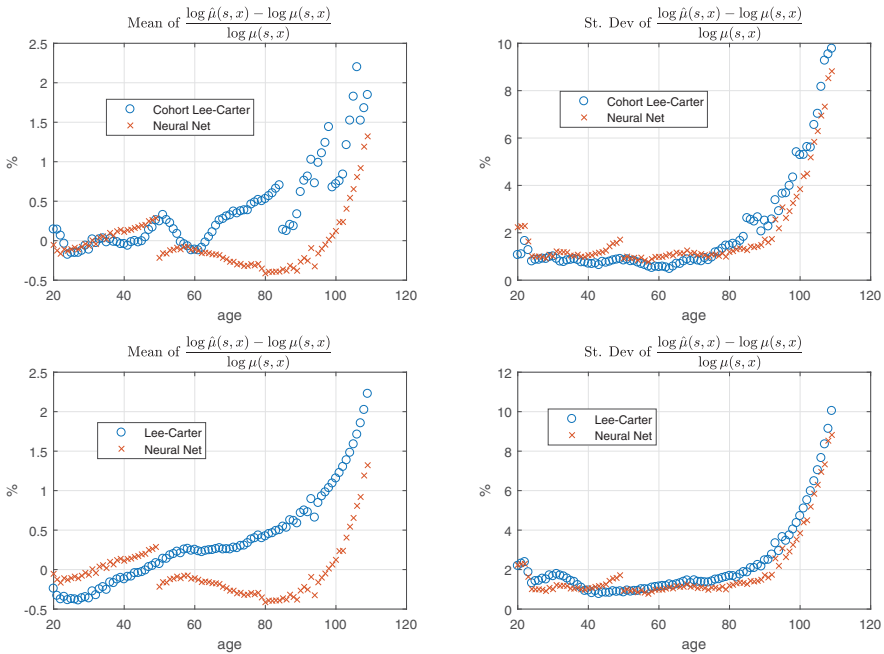 Mean of log μ̂(s, x) − log μ(s, x) / log μ(s, x)
2.5
2
1.5
1
0.5
0
-0.5
%
Cohort Lee-Carter
Neural Net
20 40 60 80 100 120
age
St. Dev of log μ̂(s, x) − log μ(s, x) / log μ(s, x)
10
8
6
4
2
0
%
Cohort Lee-Carter
Neural Net
20 40 60 80 100 120
age
Mean of log μ̂(s, x) − log μ(s, x) / log μ(s, x)
2.5
2
1.5
1
0.5
0
-0.5
%
Lee-Carter
Neural Net
20 40 60 80 100 120
age
St. Dev of log μ̂(s, x) − log μ(s, x) / log μ(s, x)
12
10
8
6
4
2
0
%
Lee-Carter
Neural Net
20 40 60 80 100 120
age